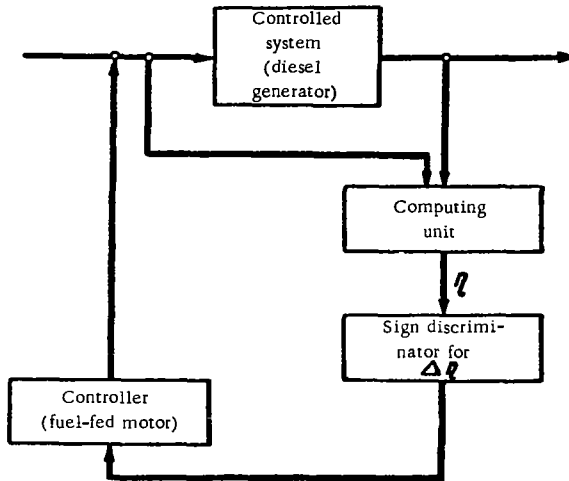 Controlled
system
(diesel
generator)
Computing
unit
η
Sign discrimi-
nator for
Δη
Controller
(fuel-fed motor)